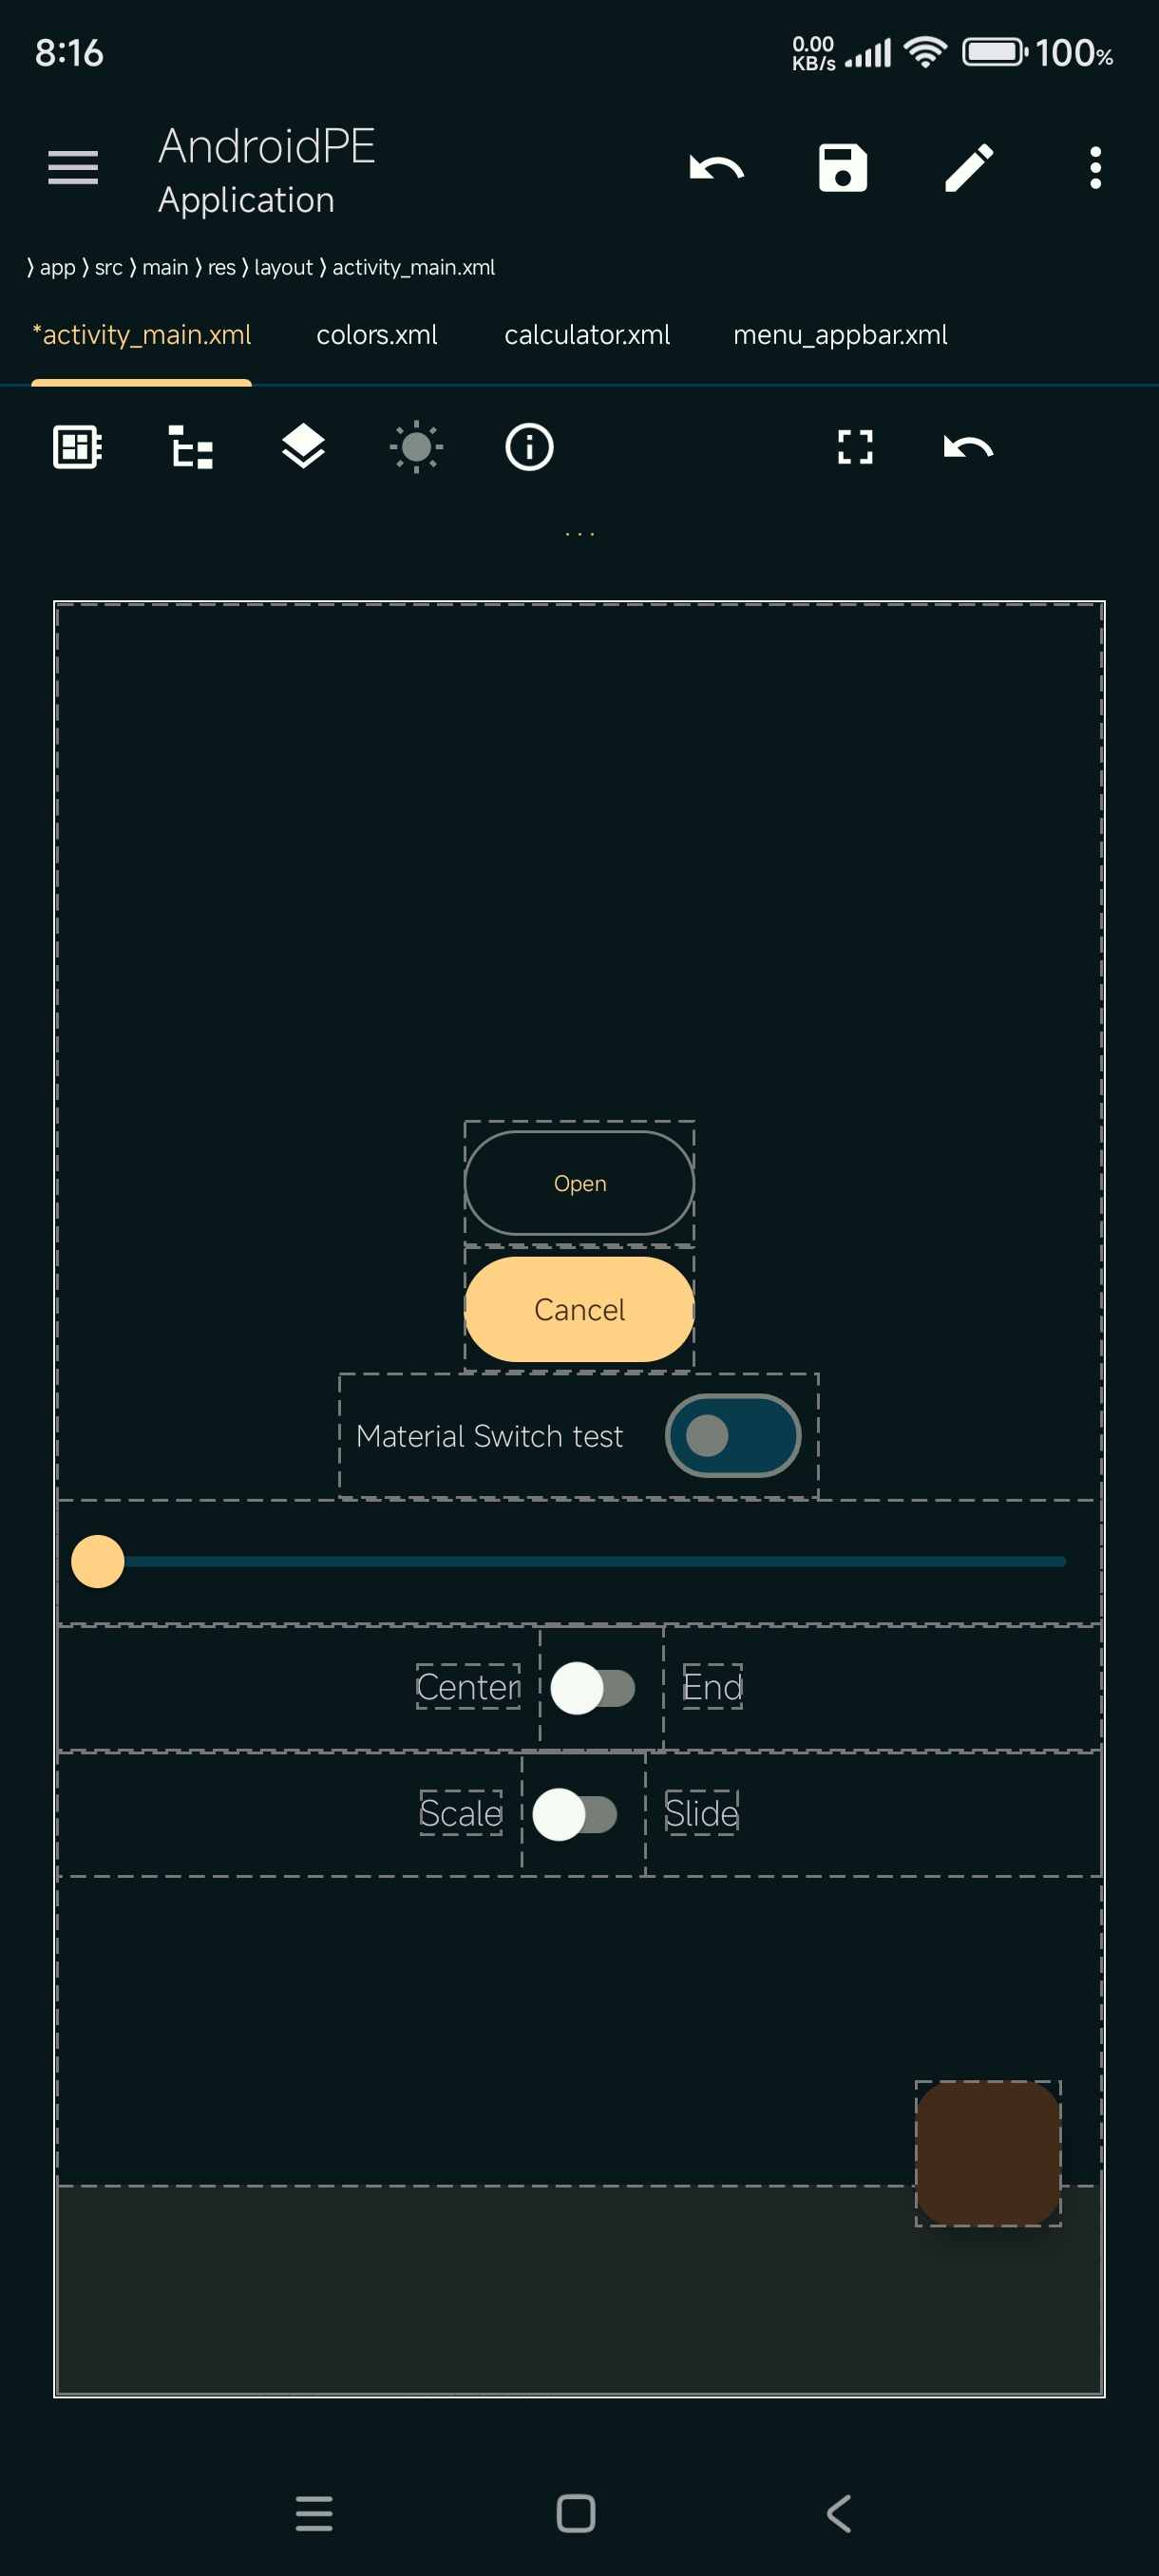 8:16
0.00
KB/s
100%
AndroidPE
Application
⟩ app ⟩ src ⟩ main ⟩ res ⟩ layout ⟩ activity_main.xml
*activity_main.xml colors.xml calculator.xml menu_appbar.xml
...
Open
Cancel
Material Switch test
Center End
Scale Slide